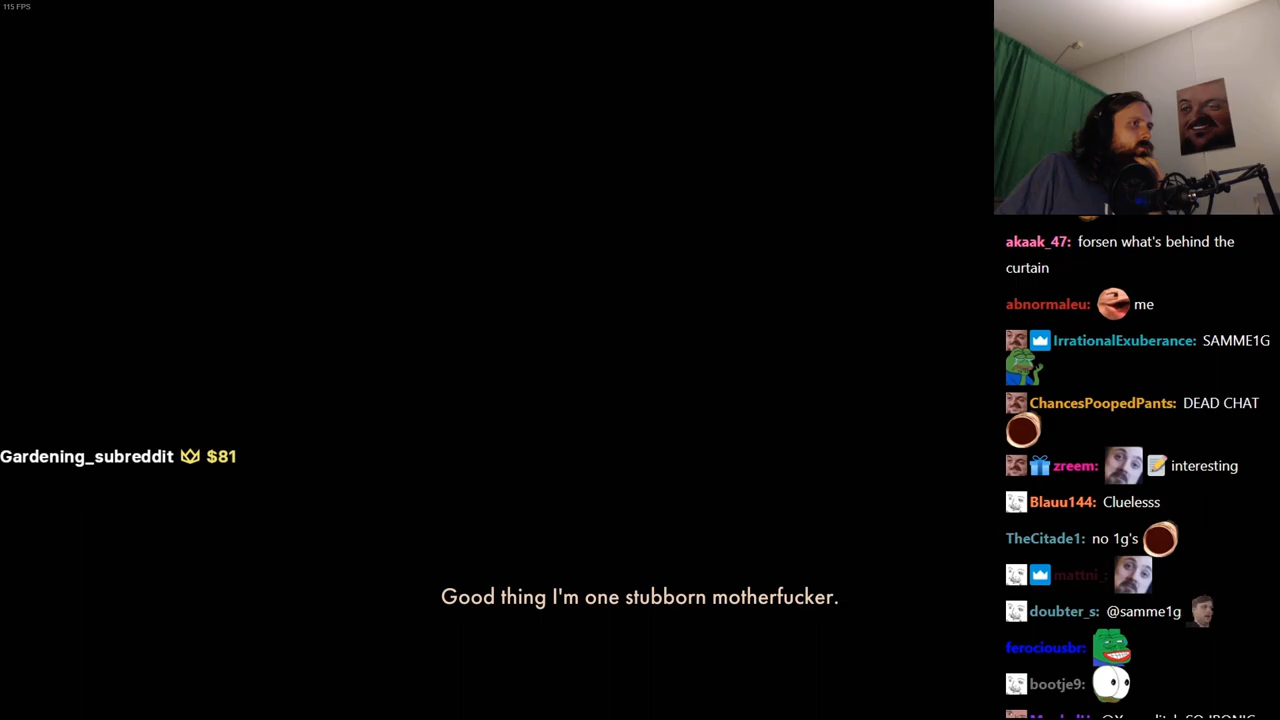 115 FPS
akaak_47: forsen what's behind the
curtain
abnormaleu: me
IrrationalExuberance: SAMME1G
ChancesPoopedPants: DEAD CHAT
Gardening_subreddit $81
zreem: interesting
Blauu144: Cluelesss
TheCitade1: no 1g's
mattni_:
Good thing I'm one stubborn motherfucker.
doubter_s: @samme1g
ferociousbr:
bootje9: